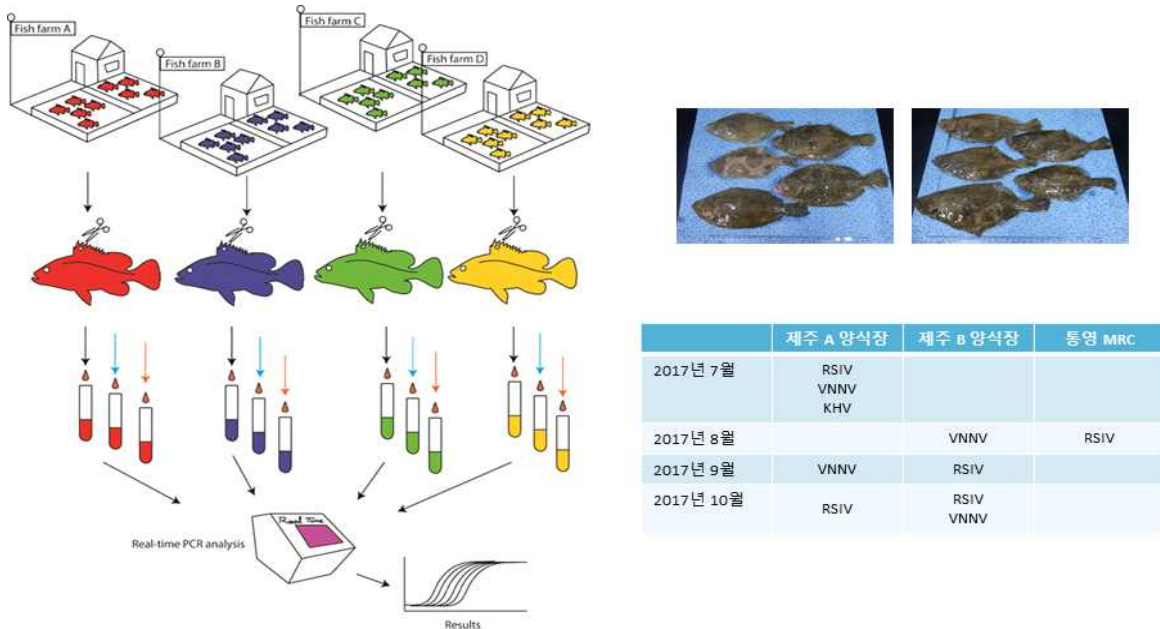 Fish farm A
Fish farm B
Fish farm C
Fish farm D
Real Time
Real-time PCR analysis
Results
제주 A 양식장 제주 B 양식장 통영 MRC
2017년 7월 RSIV
VNNV
KHV
2017년 8월 VNNV RSIV
2017년 9월 VNNV RSIV
2017년 10월 RSIV RSIV
VNNV